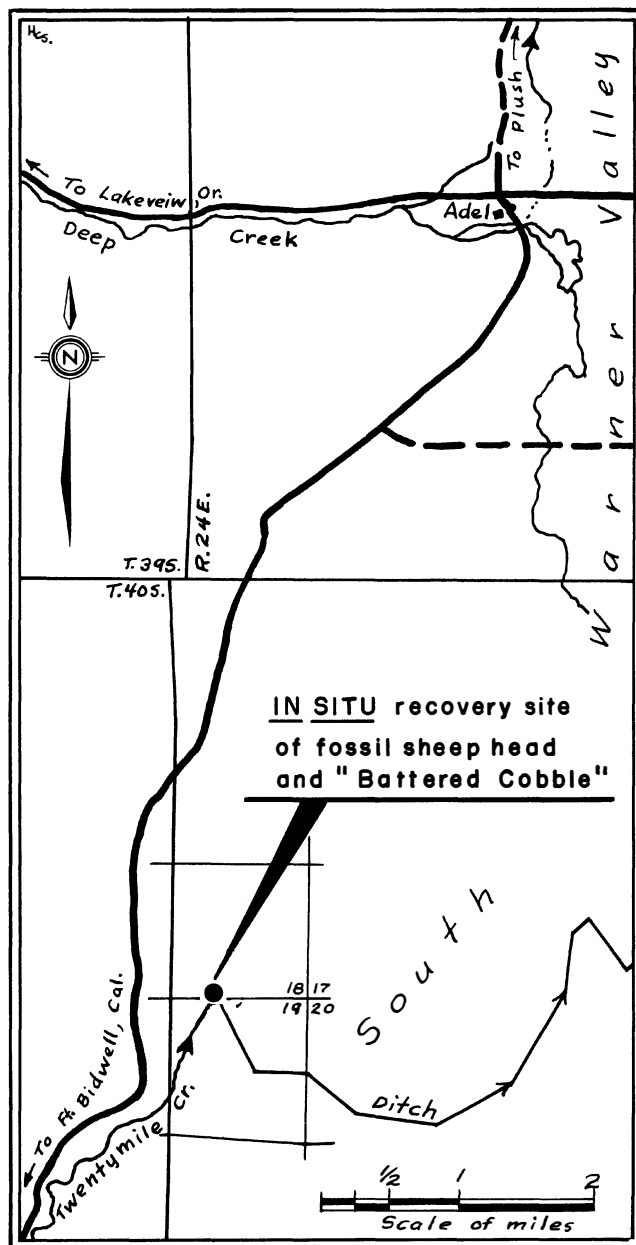 Hcs.
To Plush
Valley
To Lakeveiw, Or.
Adel
Deep Creek
N
Warner
R.24E.
T.39S.
T.40S.
IN SITU recovery site
of fossil sheep head
and "Battered Cobble"
South
18 17
19 20
To Ft. Bidwell, Cal.
Twentymile Cr.
Ditch
1/2 1 2
Scale of miles